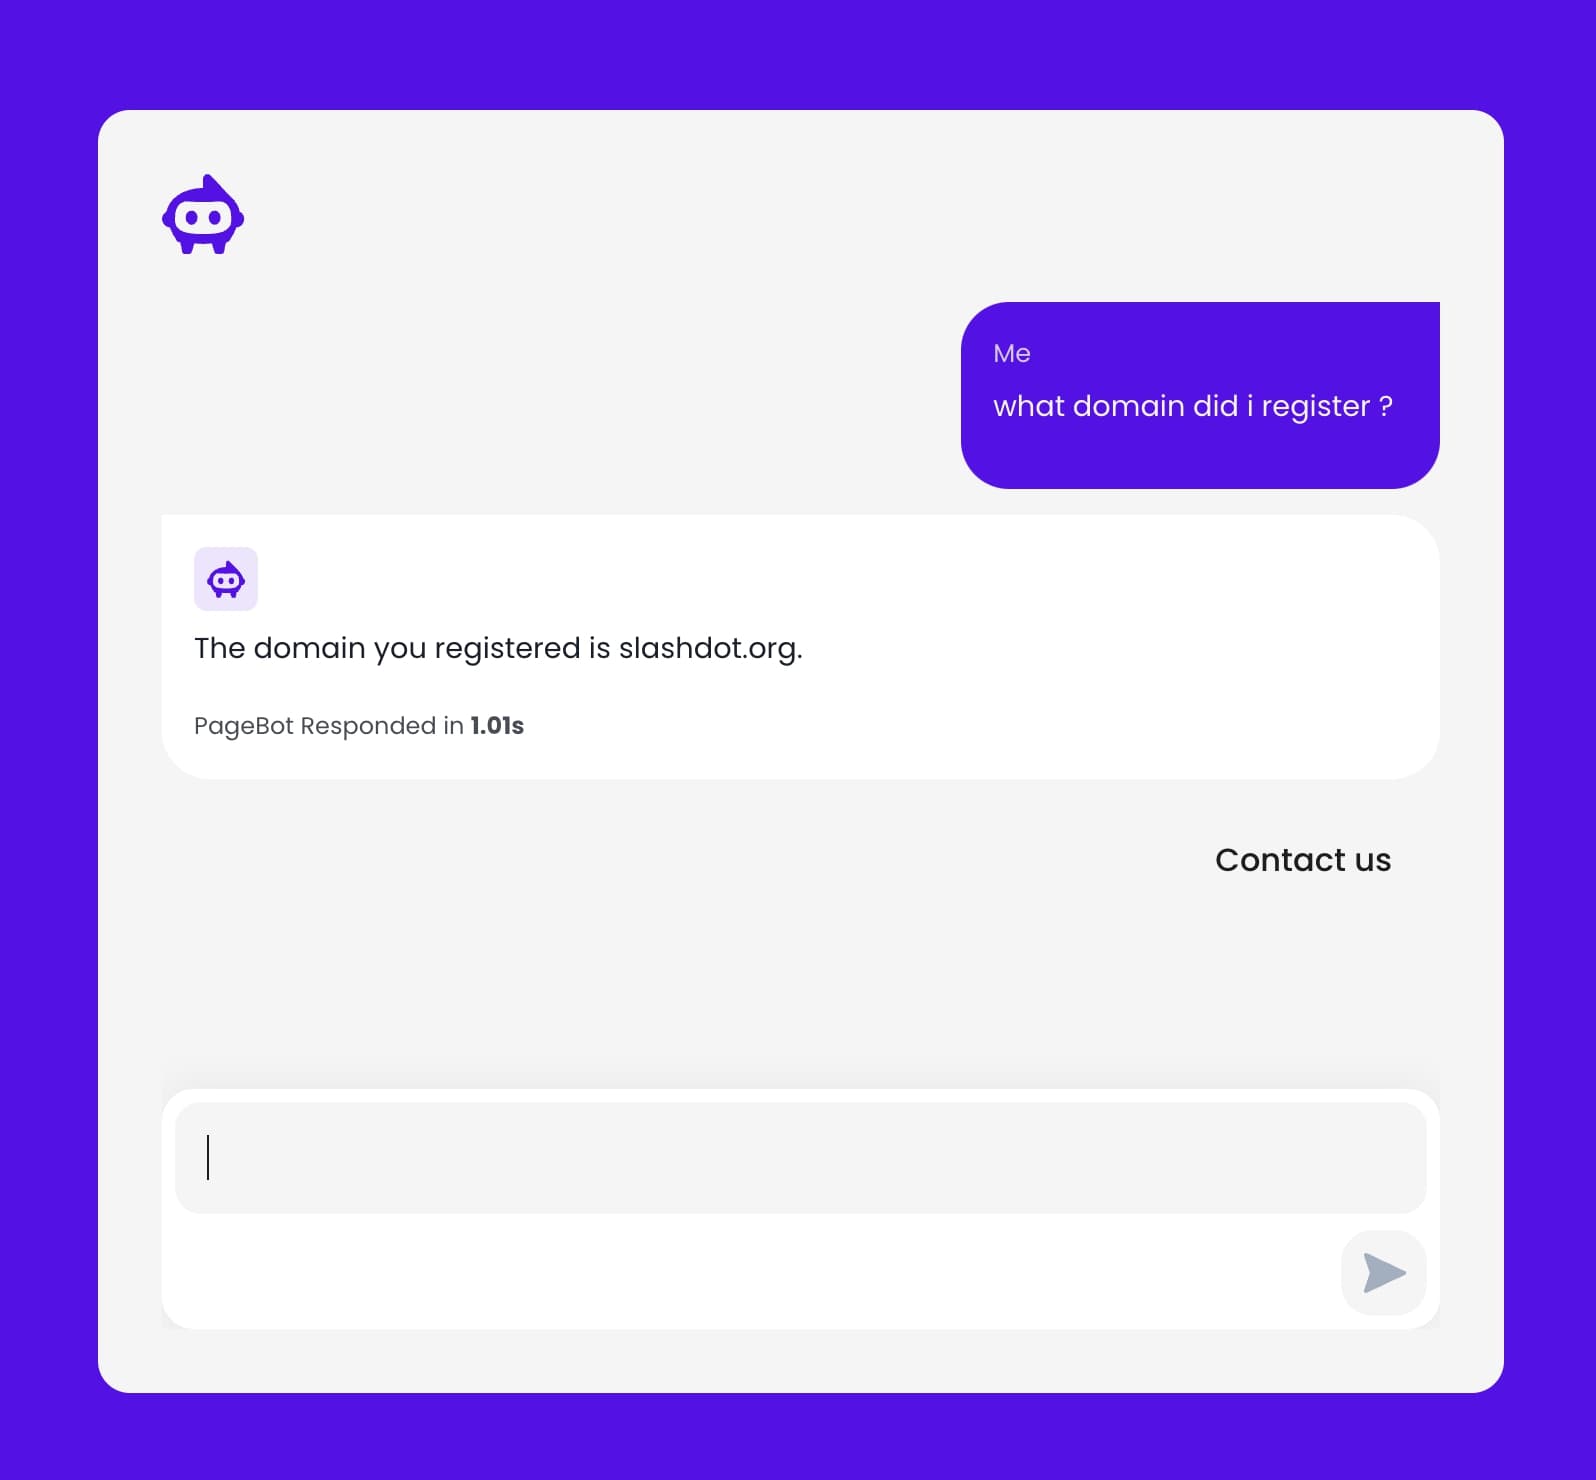 Me
what domain did i register ?
The domain you registered is slashdot.org.
PageBot Responded in 1.01s
Contact us